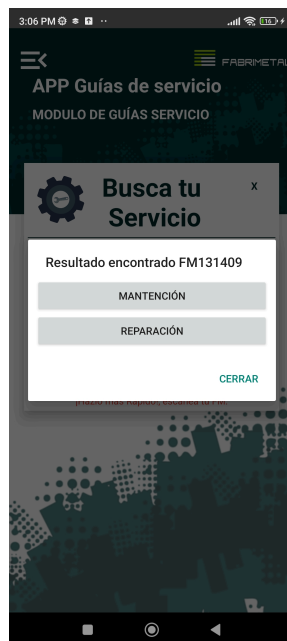 3:06 PM
16
FABRIMETAL
APP Guías de servicio
MODULO DE GUÍAS SERVICIO
Busca tu
Servicio
x
Resultado encontrado FM131409
MANTENCIÓN
REPARACIÓN
CERRAR
¡Hazlo más Rápido!, escanea tu FM.